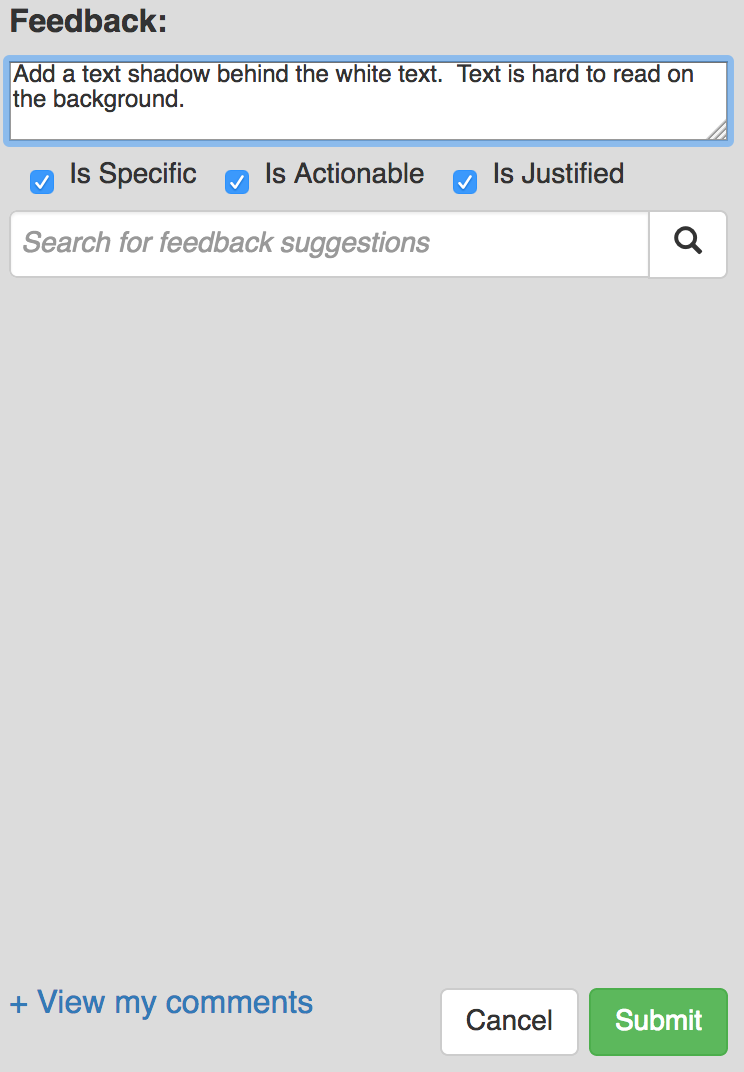 Feedback:
Add a text shadow behind the white text.  Text is hard to read on
the background.
Is Specific Is Actionable Is Justified
Search for feedback suggestions
+ View my comments Cancel Submit